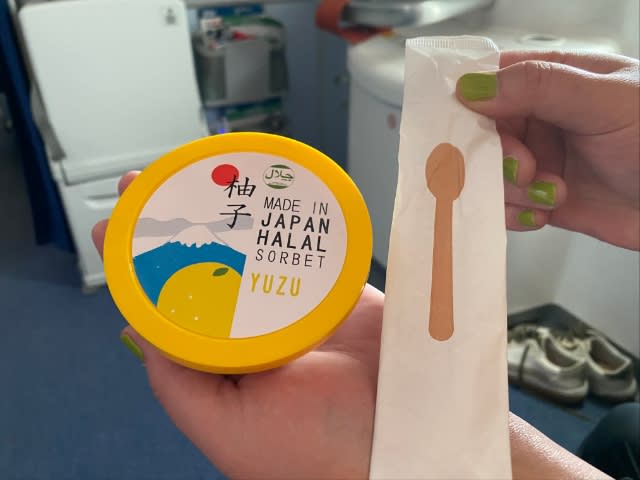 柚子
حلال
MADE IN
JAPAN
HALAL
SORBET
YUZU